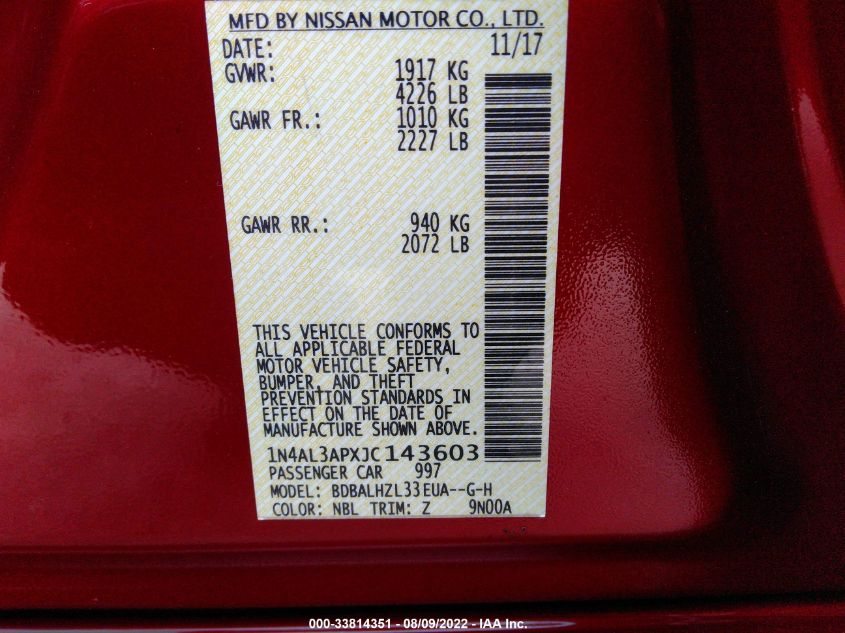 MFD BY NISSAN MOTOR CO., LTD.
DATE: 11/17
GVWR: 1917 KG
4226 LB
GAWR FR.: 1010 KG
2227 LB
GAWR RR.: 940 KG
2072 LB
THIS VEHICLE CONFORMS TO
ALL APPLICABLE FEDERAL
MOTOR VEHICLE SAFETY,
BUMPER, AND THEFT
PREVENTION STANDARDS IN
EFFECT ON THE DATE OF
MANUFACTURE SHOWN ABOVE.
1N4AL3APXJC143603
PASSENGER CAR 997
MODEL: BDBALHZL33EUA--G-H
COLOR: NBL TRIM: Z 9N00A
000-33814351 - 08/09/2022 - IAA Inc.